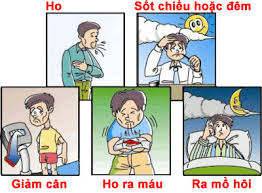 Ho
Sốt chiều hoặc đêm
Giảm cân
Ho ra máu
Ra mồ hôi